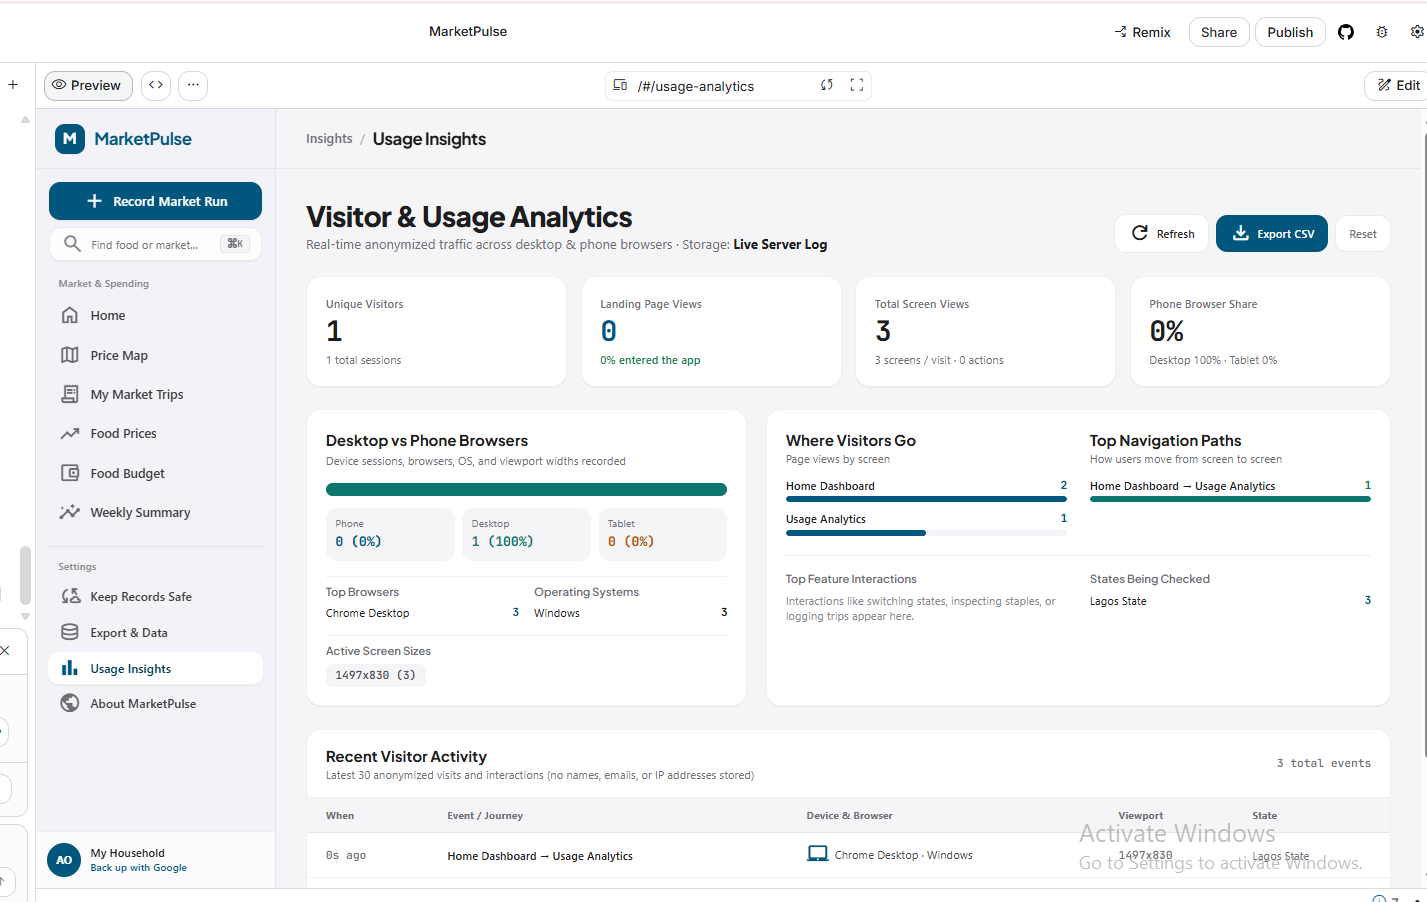 MarketPulse
Remix
Share
Publish
Preview
/#/usage-analytics
Edit
M MarketPulse
Insights / Usage Insights
Record Market Run
Find food or market...
⌘K
Market & Spending
Home
Price Map
My Market Trips
Food Prices
Food Budget
Weekly Summary
Settings
Keep Records Safe
Export & Data
Usage Insights
About MarketPulse
AO
My Household
Back up with Google
Visitor & Usage Analytics
Real-time anonymized traffic across desktop & phone browsers · Storage: Live Server Log
Refresh
Export CSV
Reset
Unique Visitors
1
1 total sessions
Landing Page Views
0
0% entered the app
Total Screen Views
3
3 screens / visit · 0 actions
Phone Browser Share
0%
Desktop 100% · Tablet 0%
Desktop vs Phone Browsers
Device sessions, browsers, OS, and viewport widths recorded
Phone
0 (0%)
Desktop
1 (100%)
Tablet
0 (0%)
Top Browsers
Chrome Desktop 3
Operating Systems
Windows 3
Active Screen Sizes
1497x830 (3)
Where Visitors Go
Page views by screen
Home Dashboard 2
Usage Analytics 1
Top Navigation Paths
How users move from screen to screen
Home Dashboard → Usage Analytics 1
Top Feature Interactions
Interactions like switching states, inspecting staples, or
logging trips appear here.
States Being Checked
Lagos State 3
Recent Visitor Activity
Latest 30 anonymized visits and interactions (no names, emails, or IP addresses stored)
3 total events
When Event / Journey Device & Browser Viewport State
0s ago Home Dashboard → Usage Analytics Chrome Desktop · Windows 1497x830 Lagos State
Activate Windows
Go to Settings to activate Windows.